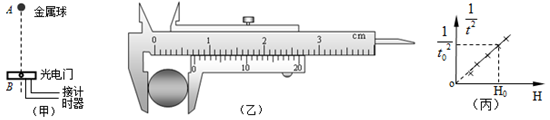 A 金属球
B 光电门
接计
时器
(甲)
0 1 2 3 cm
0 10 20
(乙)
1/t²
1/t₀²
0 H₀ H
(丙)